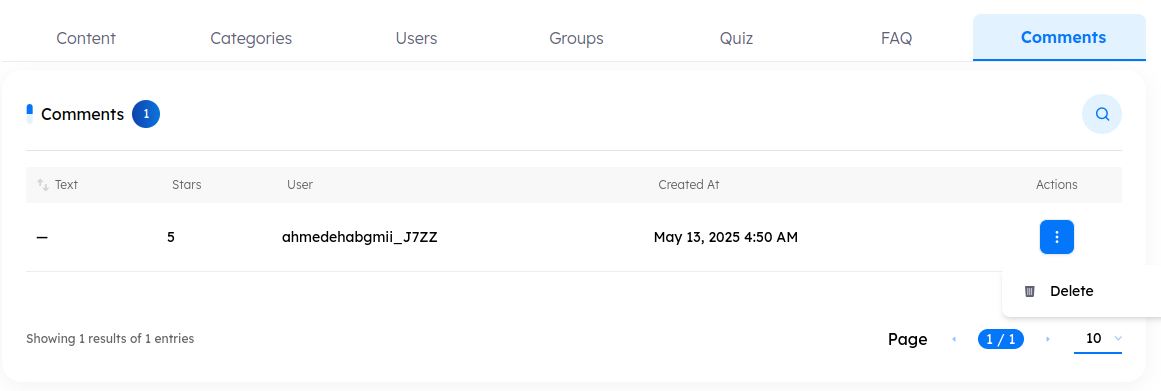 Content Categories Users Groups Quiz FAQ Comments
Comments 1
Text Stars User Created At Actions
— 5 ahmedehabgmii_J7ZZ May 13, 2025 4:50 AM
Delete
Showing 1 results of 1 entries Page 1 / 1 10